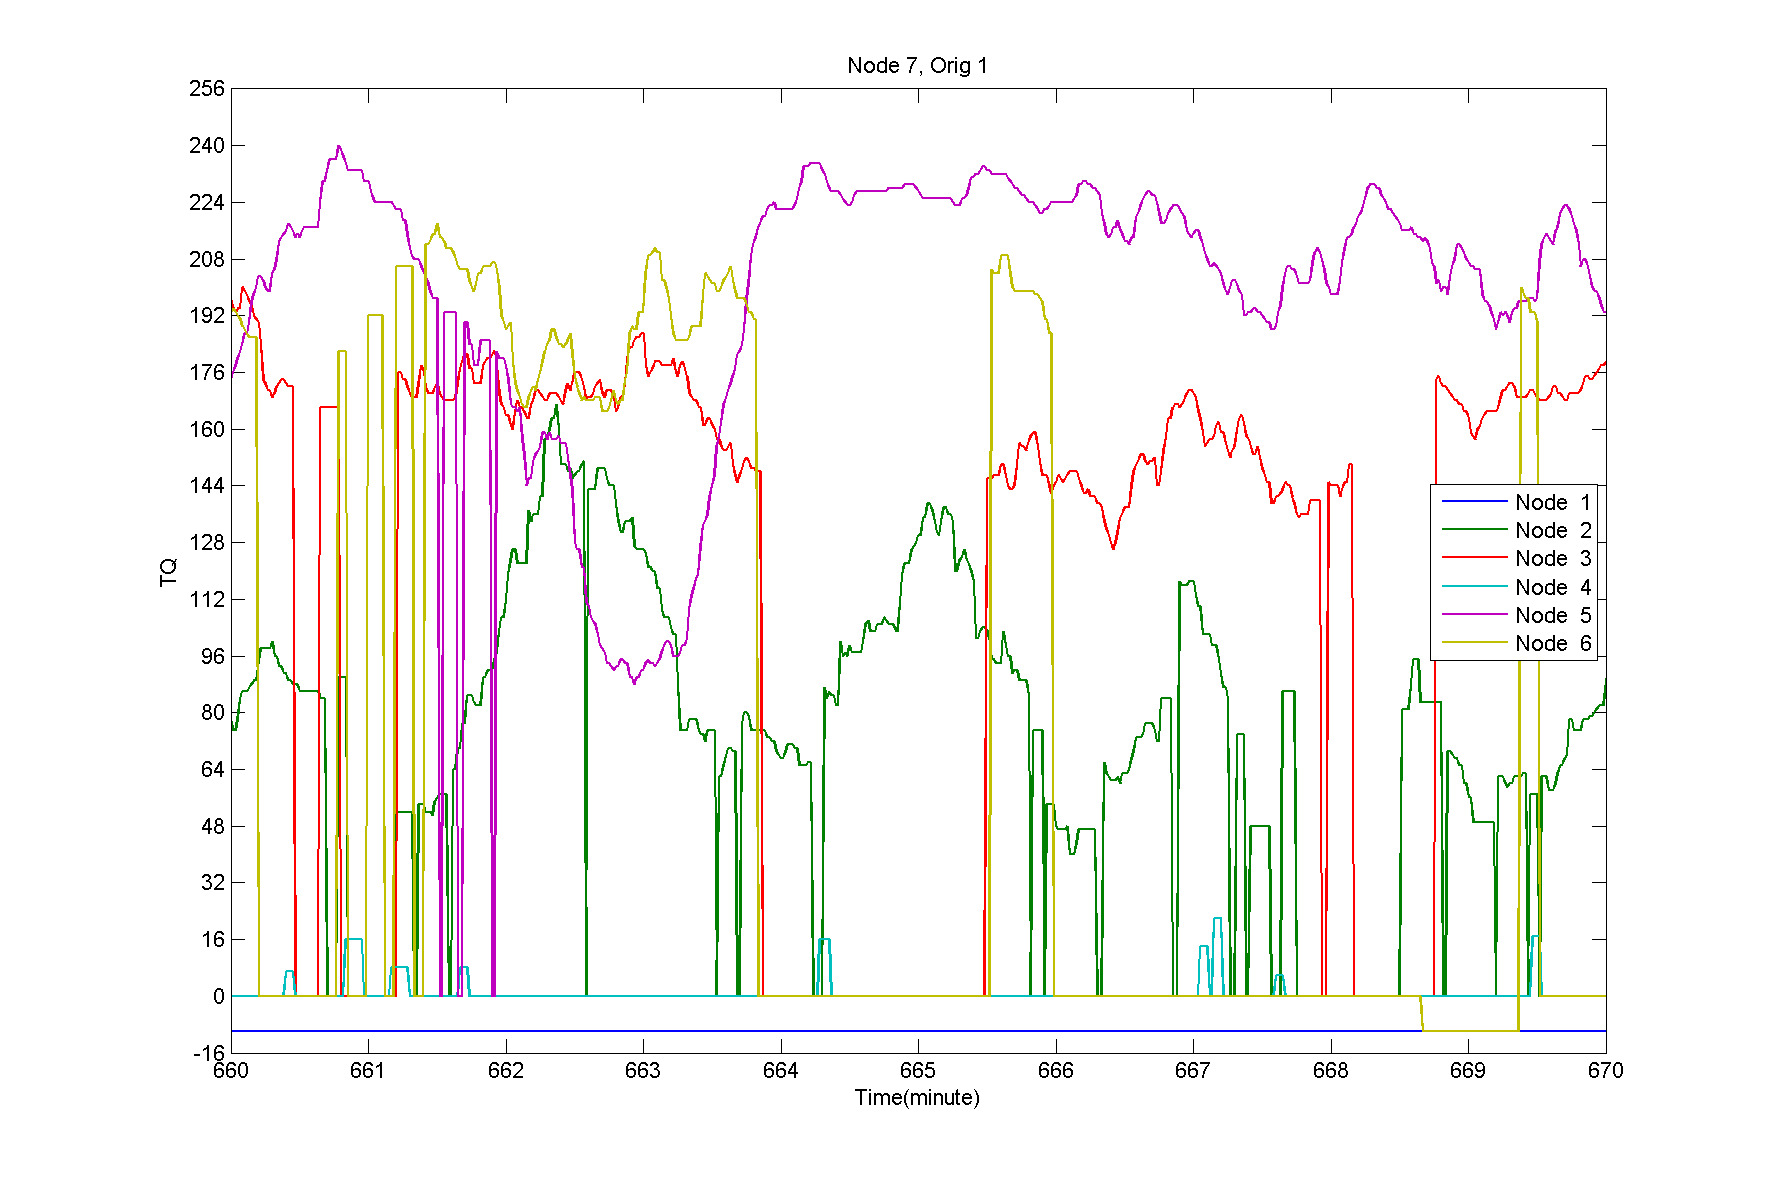 Node 7, Orig 1
256
240
224
208
192
176
160
144
128
112
96
80
64
48
32
16
0
-16
TQ
Node 1
Node 2
Node 3
Node 4
Node 5
Node 6
660 661 662 663 664 665 666 667 668 669 670
Time(minute)